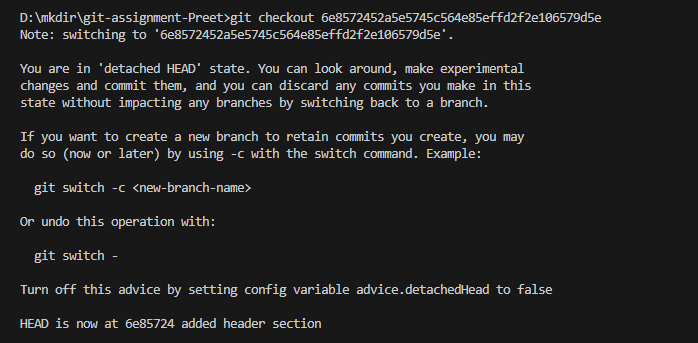 D:\mkdir\git-assignment-Preet>git checkout 6e8572452a5e5745c564e85effd2f2e106579d5e
Note: switching to '6e8572452a5e5745c564e85effd2f2e106579d5e'.
You are in 'detached HEAD' state. You can look around, make experimental
changes and commit them, and you can discard any commits you make in this
state without impacting any branches by switching back to a branch.
If you want to create a new branch to retain commits you create, you may
do so (now or later) by using -c with the switch command. Example:
git switch -c <new-branch-name>
Or undo this operation with:
git switch -
Turn off this advice by setting config variable advice.detachedHead to false
HEAD is now at 6e85724 added header section